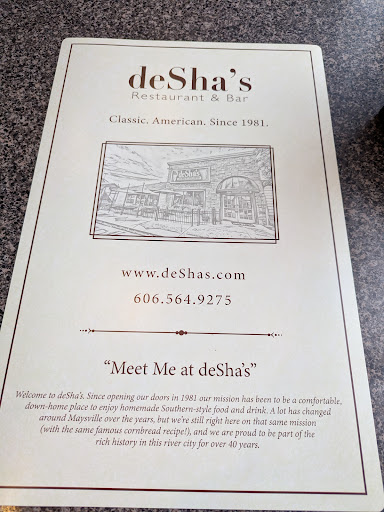 deSha's
Restaurant & Bar
Classic. American. Since 1981.
deSha's
www.deShas.com
606.564.9275
"Meet Me at deSha's"
Welcome to deSha's. Since opening our doors in 1981 our mission has been to be a comfortable,
down-home place to enjoy homemade Southern-style food and drink. A lot has changed
around Maysville over the years, but we're still right here on that same mission
(with the same famous cornbread recipe!), and we are proud to be part of the
rich history in this river city for over 40 years.